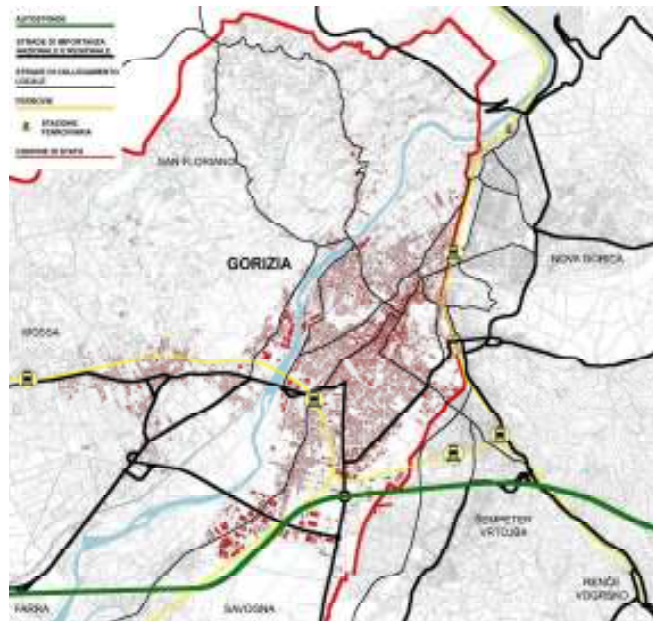 AUTOSTRADE
STRADE DI IMPORTANZA
NAZIONALE E REGIONALE
STRADE DI COLLEGAMENTO
LOCALE
FERROVIE
STAZIONE
FERROVIARIA
CONFINE DI STATO
SAN FLORIANO
GORIZIA
NOVA GORICA
MOSSA
SEMPETER
VRTOJBA
RENČE
VOGRSKO
FARRA
SAVOGNA